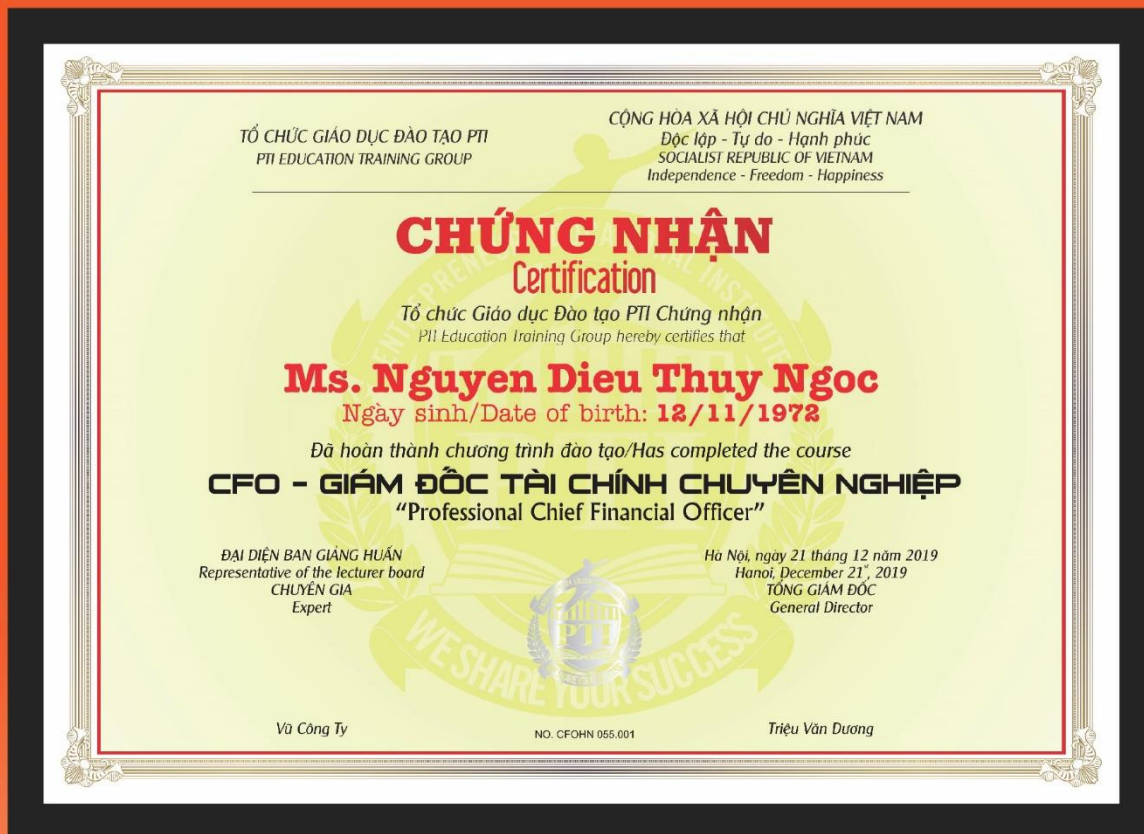 TỔ CHỨC GIÁO DỤC ĐÀO TẠO PTI
PTI EDUCATION TRAINING GROUP
CỘNG HÒA XÃ HỘI CHỦ NGHĨA VIỆT NAM
Độc lập - Tự do - Hạnh phúc
SOCIALIST REPUBLIC OF VIETNAM
Independence - Freedom - Happiness
CHỨNG NHẬN
Certification
Tổ chức Giáo dục Đào tạo PTI Chứng nhận
PTI Education Training Group hereby certifies that
Ms. Nguyen Dieu Thuy Ngoc
Ngày sinh/Date of birth: 12/11/1972
Đã hoàn thành chương trình đào tạo/Has completed the course
CFO - GIÁM ĐỐC TÀI CHÍNH CHUYÊN NGHIỆP
“Professional Chief Financial Officer”
ĐẠI DIỆN BAN GIẢNG HUẤN
Representative of the lecturer board
CHUYÊN GIA
Expert
Hà Nội, ngày 21 tháng 12 năm 2019
Hanoi, December 21st, 2019
TỔNG GIÁM ĐỐC
General Director
PTI
WE SHARE YOUR SUCCESS
Vũ Công Ty
NO. CFOHN 055.001
Triệu Văn Dương